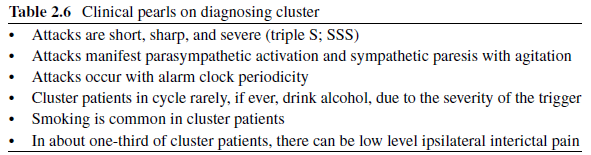 Table 2.6 Clinical pearls on diagnosing cluster
• Attacks are short, sharp, and severe (triple S; SSS)
• Attacks manifest parasympathetic activation and sympathetic paresis with agitation
• Attacks occur with alarm clock periodicity
• Cluster patients in cycle rarely, if ever, drink alcohol, due to the severity of the trigger
• Smoking is common in cluster patients
• In about one-third of cluster patients, there can be low level ipsilateral interictal pain